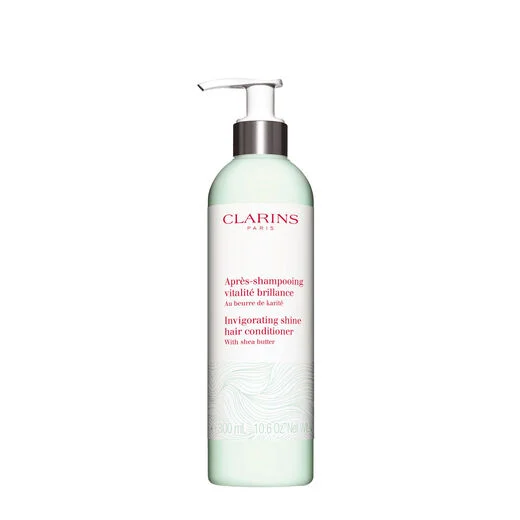 CLARINS
PARIS
Après-shampooing
vitalité brillance
Au beurre de karité
Invigorating shine
hair conditioner
With shea butter
300 mL 10.6 Oz Net